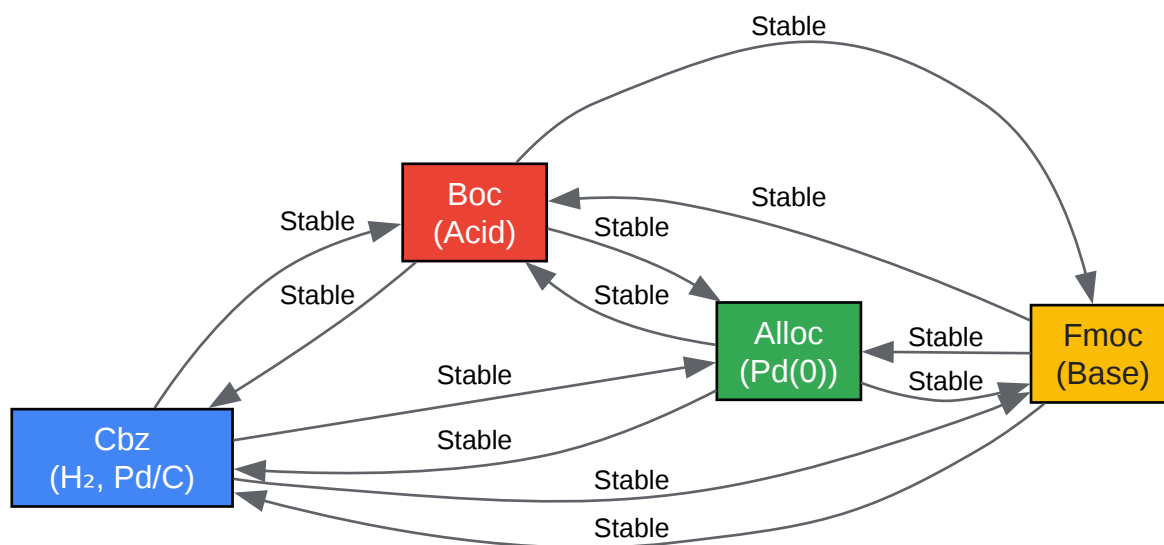 Stable
Boc
(Acid)
Stable
Stable
Stable
Stable
Stable
Alloc
(Pd(0))
Stable
Fmoc
(Base)
Stable
Stable
Stable
Cbz
(H₂, Pd/C)
Stable
Stable